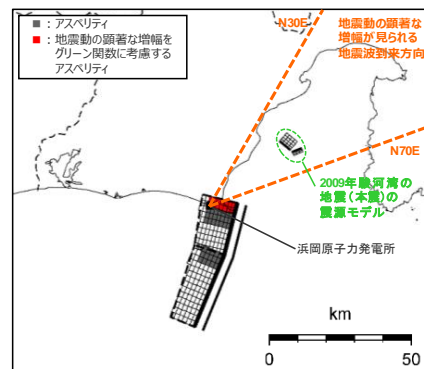 ■ ：アスペリティ
■ ：地震動の顕著な増幅を
グリーン関数に考慮する
アスペリティ
N30E
地震動の顕著な
増幅が見られる
地震波到来方向
N70E
2009年駿河湾の
地震(本震)の
震源モデル
浜岡原子力発電所
km
0
50